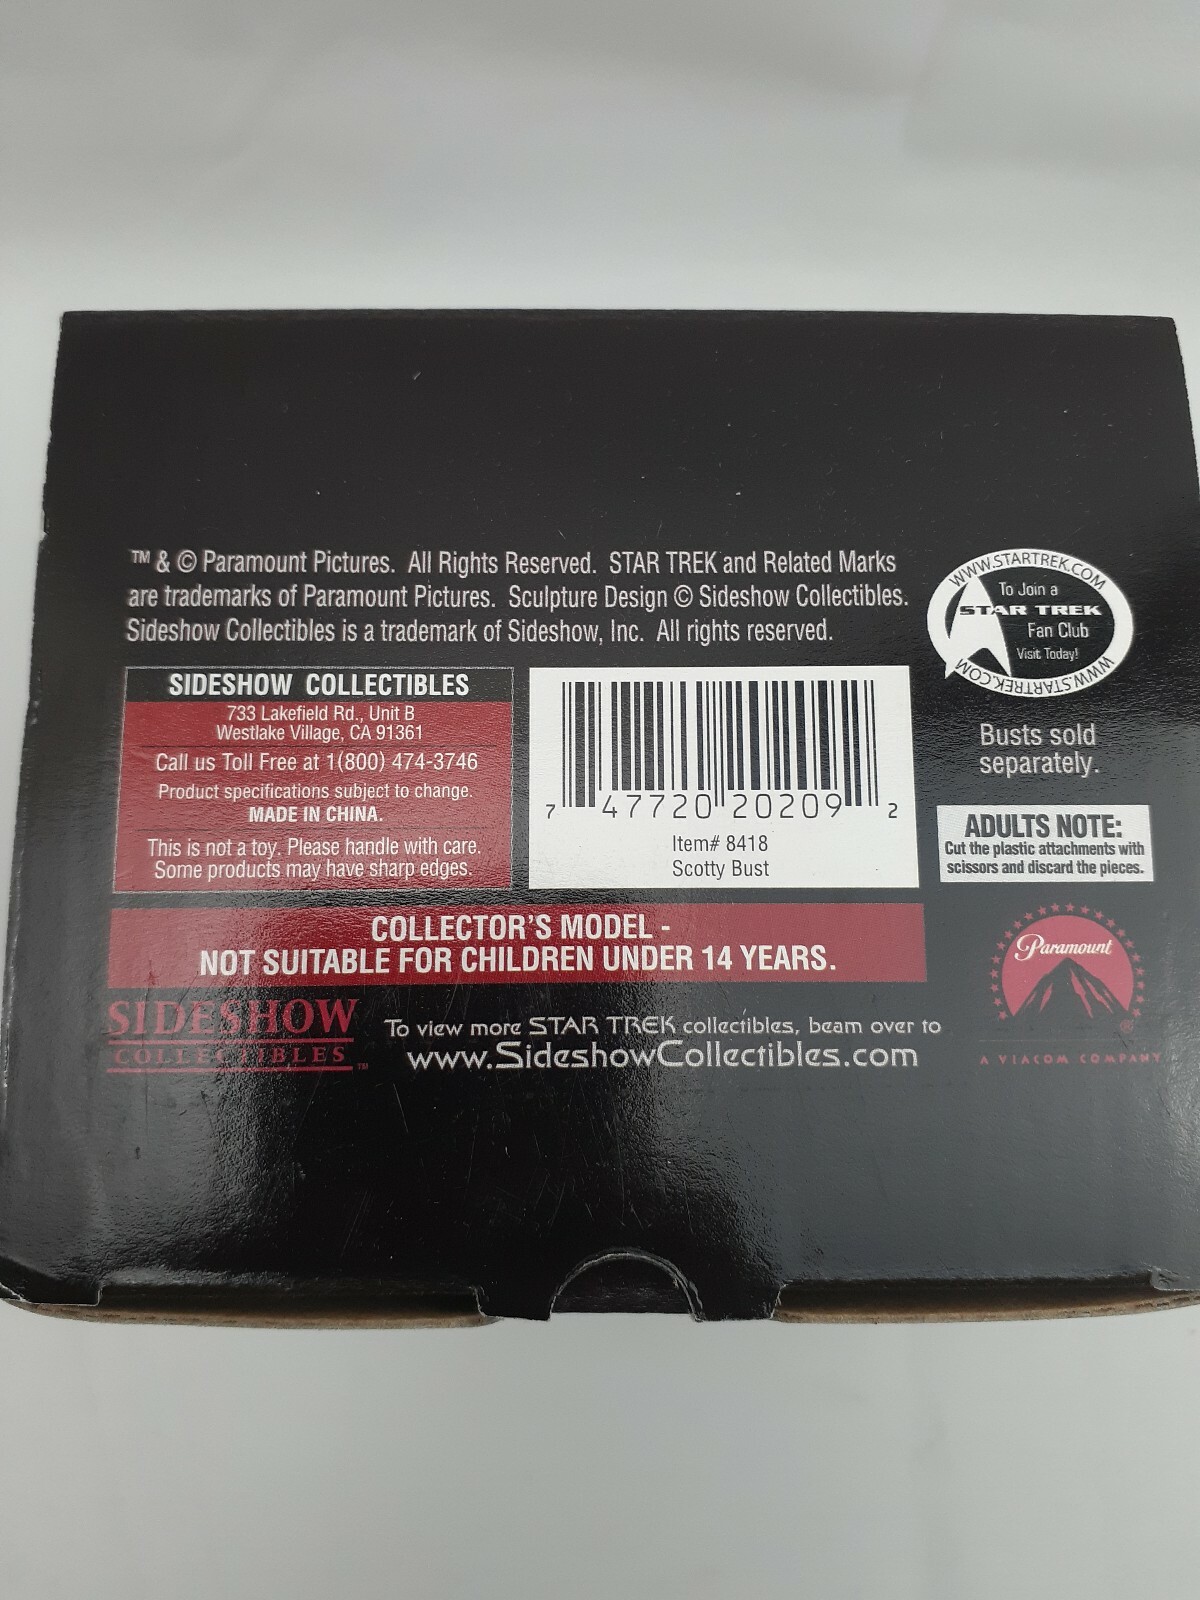 ™ & © Paramount Pictures. All Rights Reserved. STAR TREK and Related Marks
are trademarks of Paramount Pictures. Sculpture Design © Sideshow Collectibles.
Sideshow Collectibles is a trademark of Sideshow, Inc. All rights reserved.
WWW.STARTREK.COM
To Join a
STAR TREK
Fan Club
Visit Today!
WWW.STARTREK.COM
SIDESHOW COLLECTIBLES
733 Lakefield Rd., Unit B
Westlake Village, CA 91361
Call us Toll Free at 1(800) 474-3746
Product specifications subject to change.
MADE IN CHINA.
This is not a toy. Please handle with care.
Some products may have sharp edges.
7 47720 20209 2
Item# 8418
Scotty Bust
Busts sold
separately.
ADULTS NOTE:
Cut the plastic attachments with
scissors and discard the pieces.
COLLECTOR'S MODEL -
NOT SUITABLE FOR CHILDREN UNDER 14 YEARS.
SIDESHOW
COLLECTIBLES™
To view more STAR TREK collectibles, beam over to
www.SideshowCollectibles.com
Paramount
®
A VIACOM COMPANY